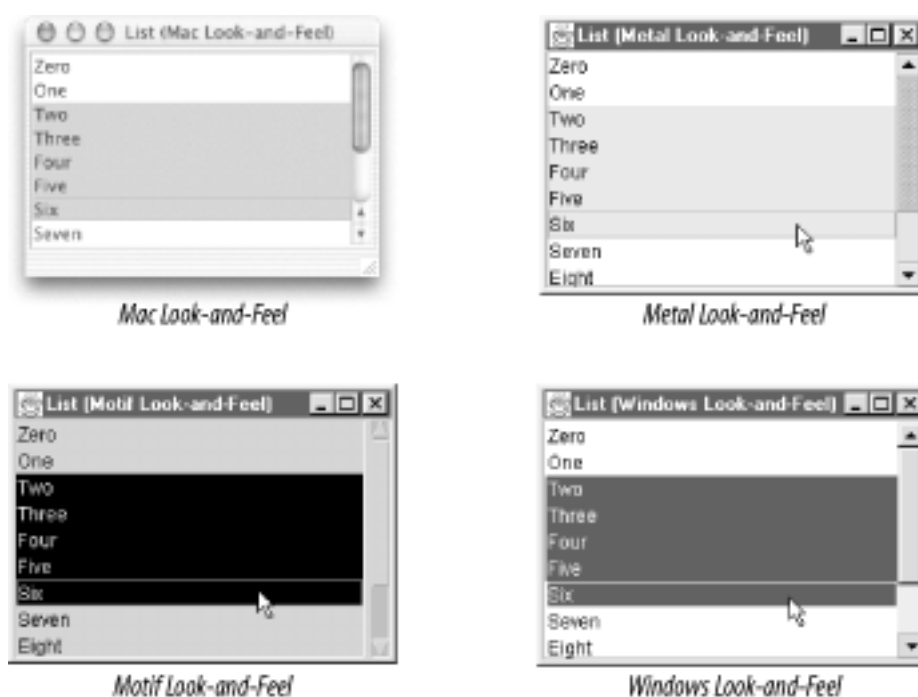 List (Mac Look-and-Feel)
Zero
One
Two
Three
Four
Five
Six
Seven
Mac Look-and-Feel
List (Metal Look-and-Feel)
Zero
One
Two
Three
Four
Five
Six
Seven
Eight
Metal Look-and-Feel
List (Motif Look-and-Feel)
Zero
One
Two
Three
Four
Five
Six
Seven
Eight
Motif Look-and-Feel
List (Windows Look-and-Feel)
Zero
One
Two
Three
Four
Five
Six
Seven
Eight
Windows Look-and-Feel